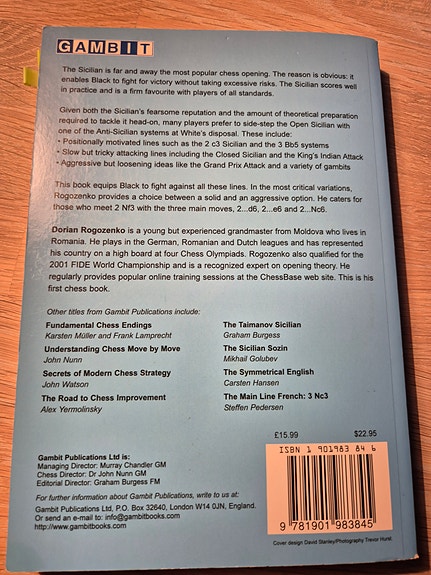 GAMBIT
The Sicilian is far and away the most popular chess opening. The reason is obvious: it
enables Black to fight for victory without taking excessive risks. The Sicilian scores well
in practice and is a firm favourite with players of all standards.
Given both the Sicilian's fearsome reputation and the amount of theoretical preparation
required to tackle it head-on, many players prefer to side-step the Open Sicilian with
one of the Anti-Sicilian systems at White's disposal. These include:
• Positionally motivated lines such as the 2 c3 Sicilian and the 3 Bb5 systems
• Slow but tricky attacking lines including the Closed Sicilian and the King's Indian Attack
• Aggressive but loosening ideas like the Grand Prix Attack and a variety of gambits
This book equips Black to fight against all these lines. In the most critical variations,
Rogozenko provides a choice between a solid and an aggressive option. He caters for
those who meet 2 Nf3 with the three main moves, 2...d6, 2...e6 and 2...Nc6.
Dorian Rogozenko is a young but experienced grandmaster from Moldova who lives in
Romania. He plays in the German, Romanian and Dutch leagues and has represented
his country on a high board at four Chess Olympiads. Rogozenko also qualified for the
2001 FIDE World Championship and is a recognized expert on opening theory. He
regularly provides popular online training sessions at the ChessBase web site. This is his
first chess book.
Other titles from Gambit Publications include:
Fundamental Chess Endings
Karsten Müller and Frank Lamprecht
Understanding Chess Move by Move
John Nunn
Secrets of Modern Chess Strategy
John Watson
The Road to Chess Improvement
Alex Yermolinsky
The Taimanov Sicilian
Graham Burgess
The Sicilian Sozin
Mikhail Golubev
The Symmetrical English
Carsten Hansen
The Main Line French: 3 Nc3
Steffen Pedersen
£15.99 $22.95
Gambit Publications Ltd is:
Managing Director: Murray Chandler GM
Chess Director: Dr John Nunn GM
Editorial Director: Graham Burgess FM
For further information about Gambit Publications, write to us at:
Gambit Publications Ltd, P.O. Box 32640, London W14 0JN, England.
Or send an e-mail to: info@gambitbooks.com
http://www.gambitbooks.com
ISBN 1 901983 84 6
9 781901 983845
Cover design David Stanley/Photography Trevor Hurst.